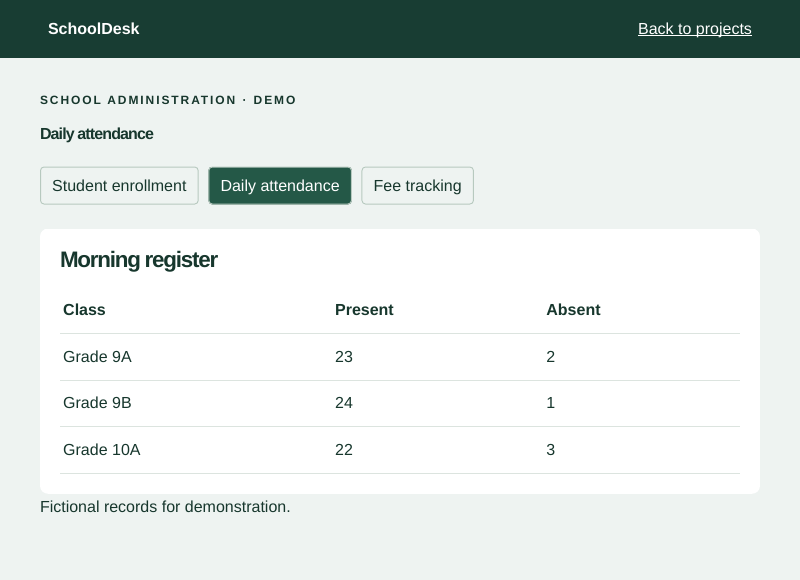 SchoolDesk Back to projects
SCHOOL ADMINISTRATION · DEMO
Daily attendance
Student enrollment Daily attendance Fee tracking
Morning register
Class Present Absent
Grade 9A 23 2
Grade 9B 24 1
Grade 10A 22 3
Fictional records for demonstration.